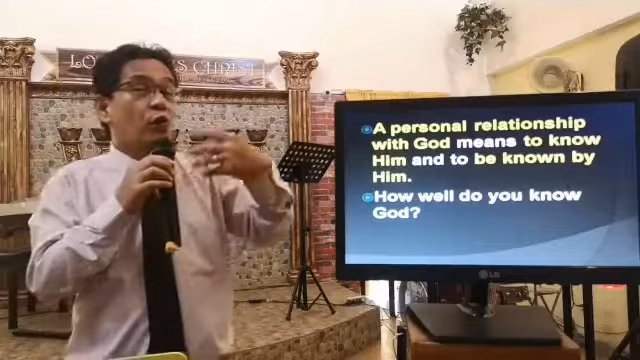 CHRIST
A personal relationship
with God means to know
Him and to be known by
Him.
How well do you know
God?
LG